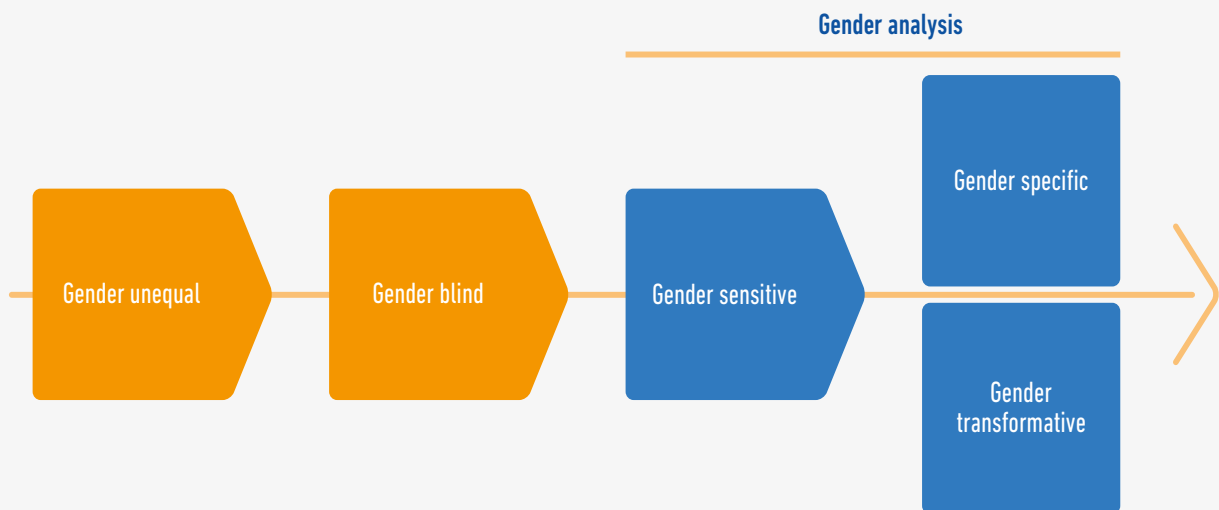 Gender analysis
Gender unequal
Gender blind
Gender sensitive
Gender specific
Gender
transformative